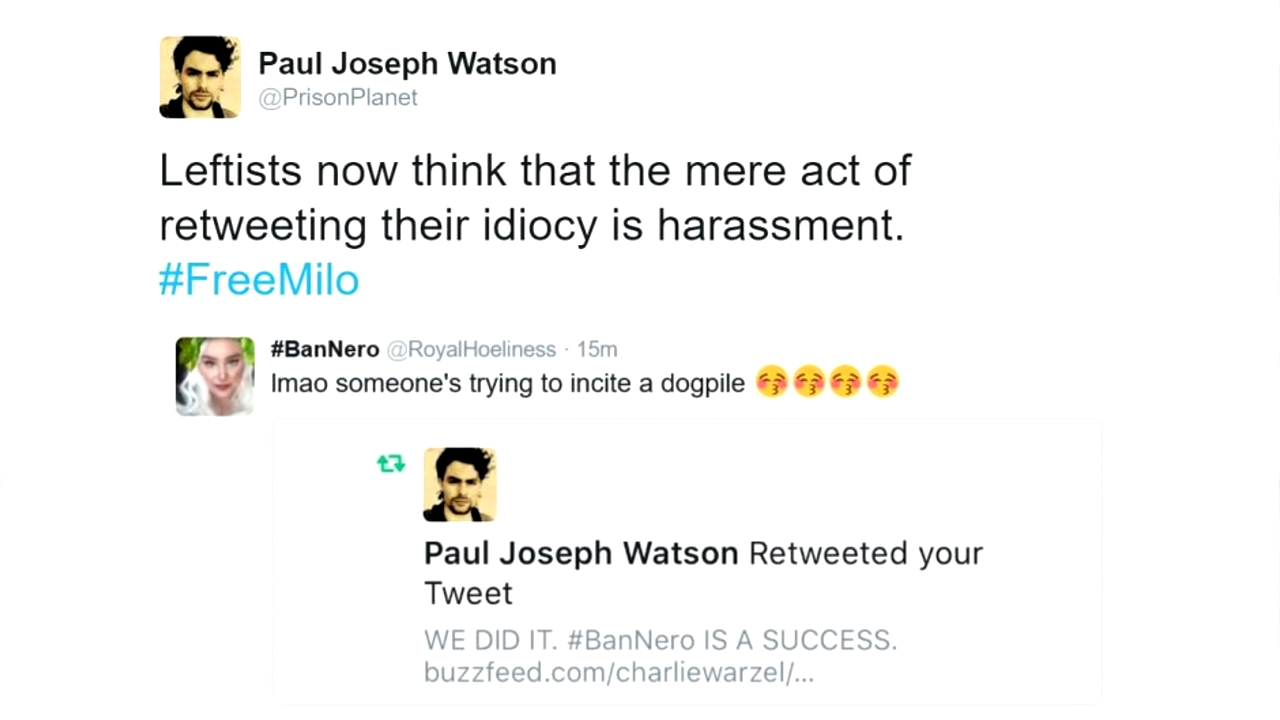 Paul Joseph Watson
@PrisonPlanet
Leftists now think that the mere act of
retweeting their idiocy is harassment.
#FreeMilo
#BanNero @RoyalHoeliness · 15m
lmao someone's trying to incite a dogpile 😚😚😚😚
Paul Joseph Watson Retweeted your
Tweet
WE DID IT. #BanNero IS A SUCCESS.
buzzfeed.com/charliewarzel/...